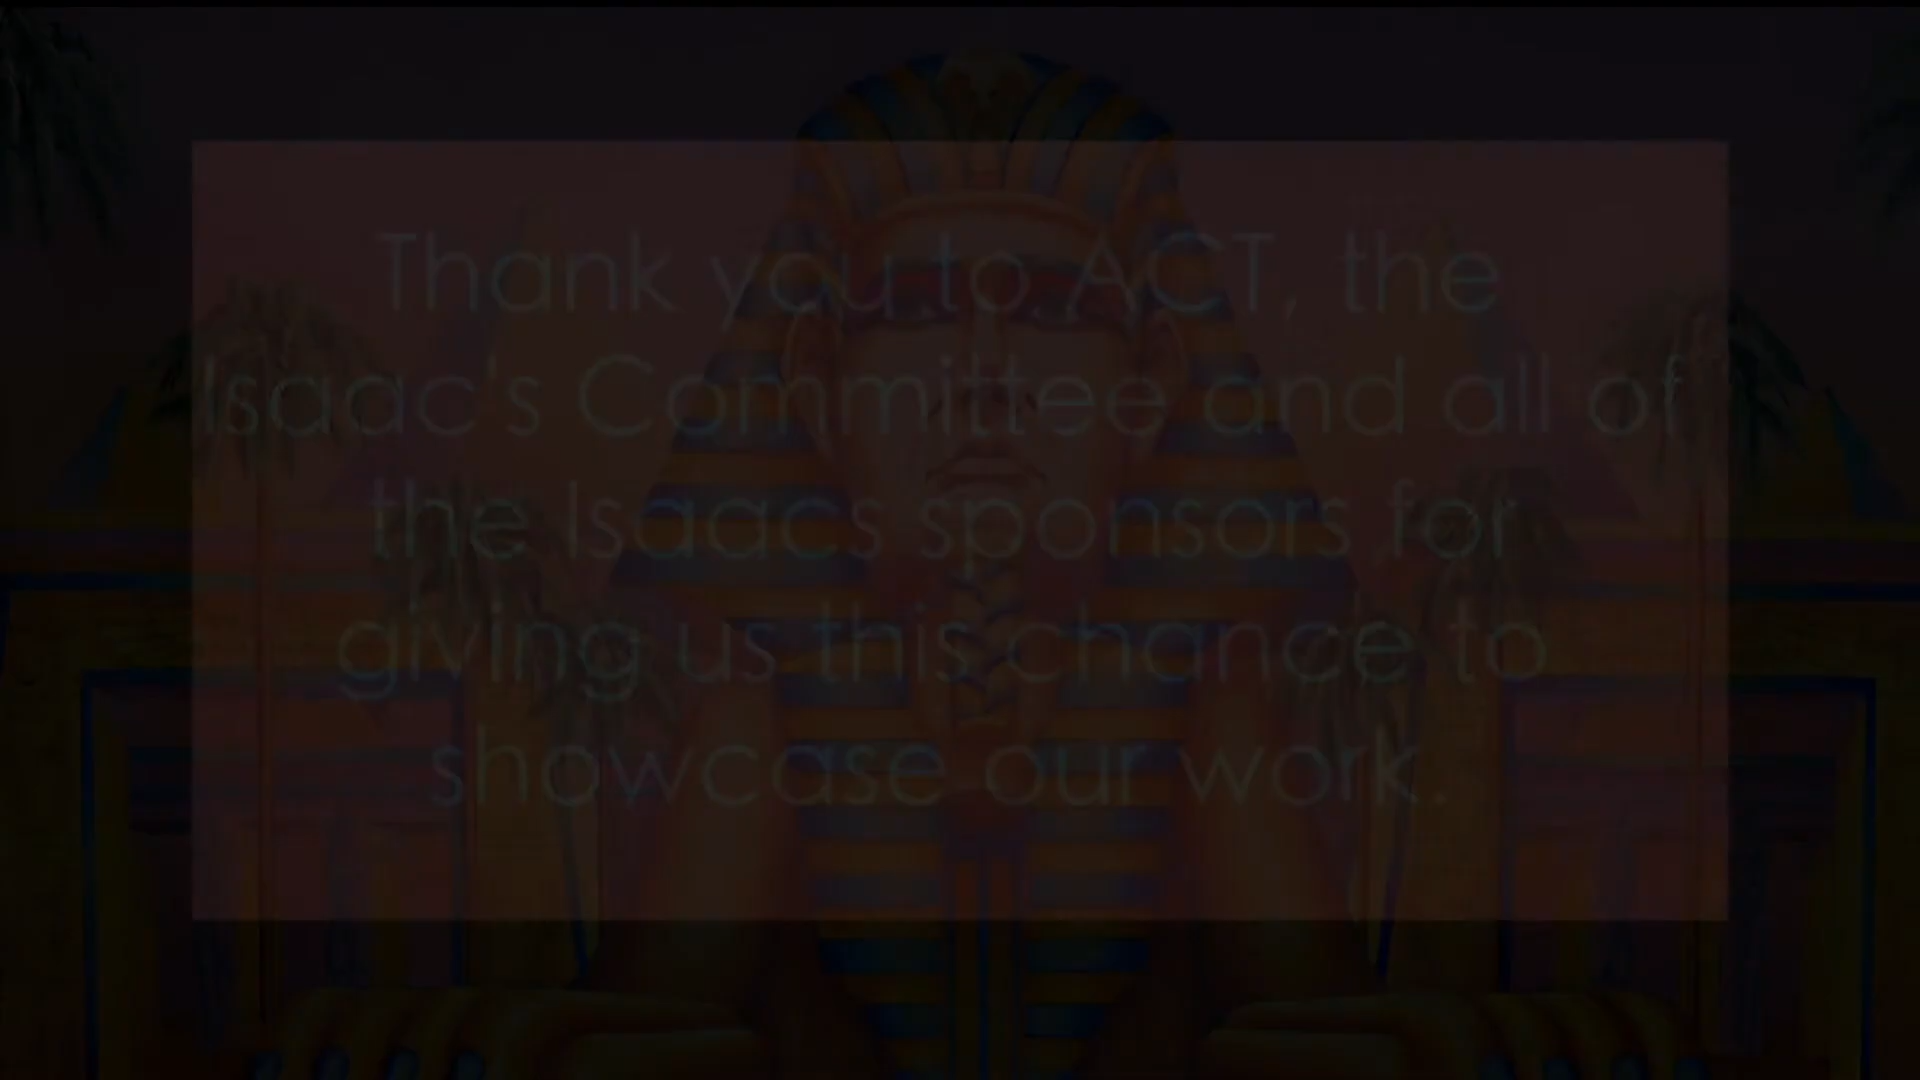 Thank you to ACT, the
Isaac's Committee and all of
the Isaacs sponsors for
giving us this chance to
showcase our work.